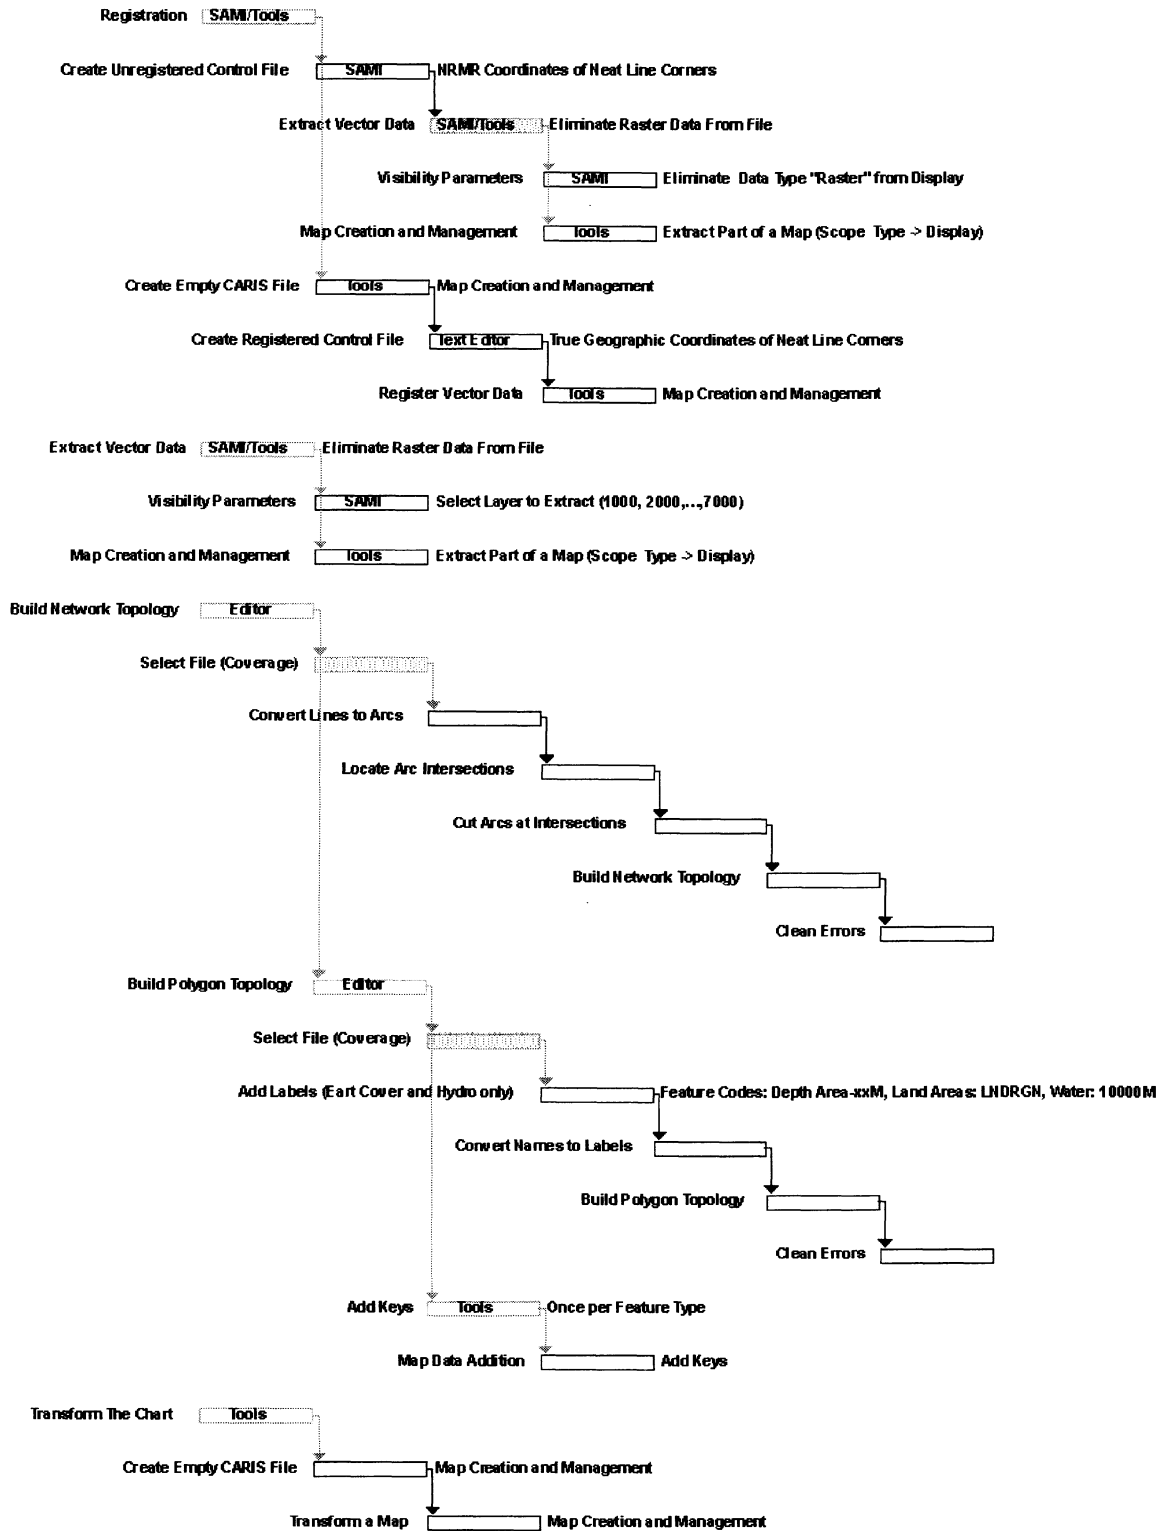 Registration SAMI/Tools
Create Unregistered Control File SAMI NRMR Coordinates of Neat Line Corners
Extract Vector Data SAMI/Tools Eliminate Raster Data From File
Visibility Parameters SAMI Eliminate Data Type "Raster" from Display
Map Creation and Management Tools Extract Part of a Map (Scope Type -> Display)
Create Empty CARIS File Tools Map Creation and Management
Create Registered Control File Text Editor True Geographic Coordinates of Neat Line Corners
Register Vector Data Tools Map Creation and Management
Extract Vector Data SAMI/Tools Eliminate Raster Data From File
Visibility Parameters SAMI Select Layer to Extract (1000, 2000,...,7000)
Map Creation and Management Tools Extract Part of a Map (Scope Type -> Display)
Build Network Topology Editor
Select File (Coverage)
Convert Lines to Arcs
Locate Arc Intersections
Cut Arcs at Intersections
Build Network Topology
Clean Errors
Build Polygon Topology Editor
Select File (Coverage)
Add Labels (Eart Cover and Hydro only) Feature Codes: Depth Area-xxM, Land Areas: LNDRGN, Water: 10000M
Convert Names to Labels
Build Polygon Topology
Clean Errors
Add Keys Tools Once per Feature Type
Map Data Addition Add Keys
Transform The Chart Tools
Create Empty CARIS File Map Creation and Management
Transform a Map Map Creation and Management